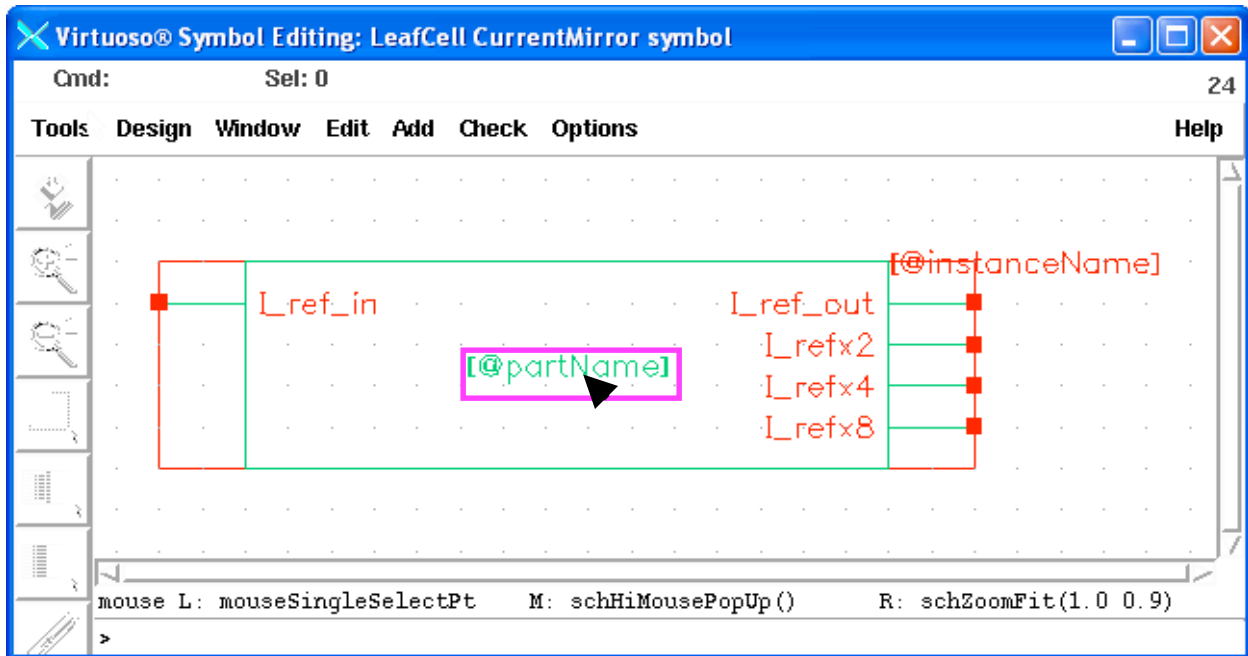 Virtuoso® Symbol Editing: LeafCell CurrentMirror symbol
Cmd: Sel: 0 24
Tools Design Window Edit Add Check Options Help
[@instanceName]
I_ref_in I_ref_out
I_refx2
[@partName]
I_refx4
I_refx8
mouse L: mouseSingleSelectPt M: schHiMousePopUp() R: schZoomFit(1.0 0.9)
>